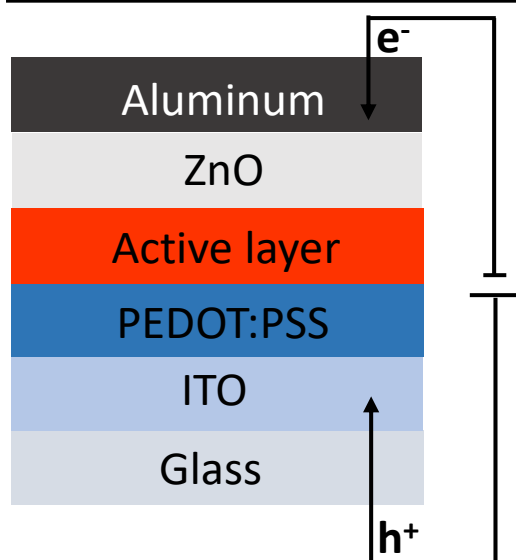 e⁻
Aluminum
ZnO
Active layer
PEDOT:PSS
ITO
Glass
h⁺